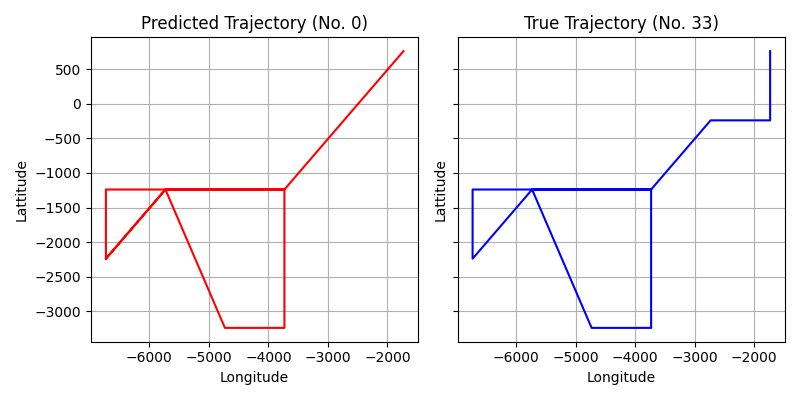 Predicted Trajectory (No. 0)
True Trajectory (No. 33)
Lattitude
500
0
−500
−1000
−1500
−2000
−2500
−3000
−6000 −5000 −4000 −3000 −2000
Longitude
Lattitude
−6000 −5000 −4000 −3000 −2000
Longitude